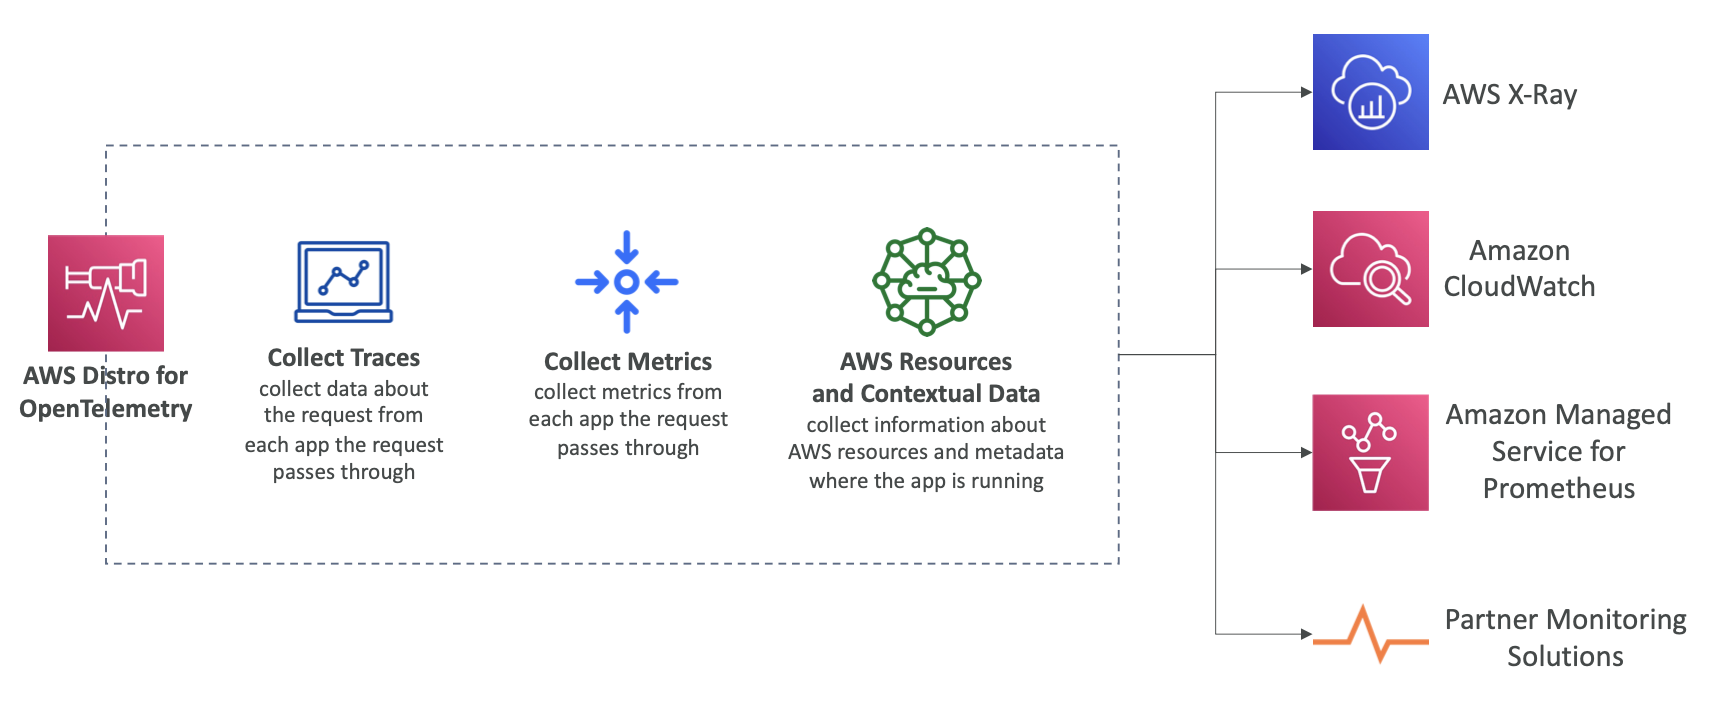 AWS Distro for
OpenTelemetry
Collect Traces
collect data about
the request from
each app the request
passes through
Collect Metrics
collect metrics from
each app the request
passes through
AWS Resources
and Contextual Data
collect information about
AWS resources and metadata
where the app is running
AWS X-Ray
Amazon
CloudWatch
Amazon Managed
Service for
Prometheus
Partner Monitoring
Solutions